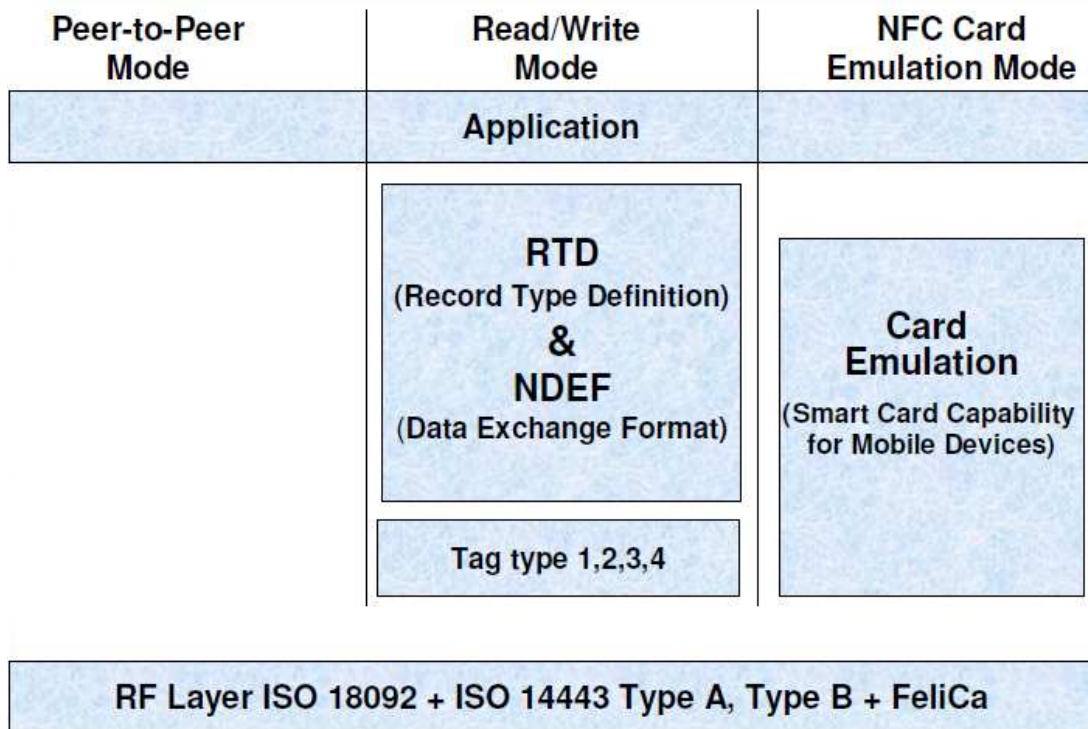 Peer-to-Peer
Mode
Read/Write
Mode
NFC Card
Emulation Mode
Application
RTD
(Record Type Definition)
&
NDEF
(Data Exchange Format)
Tag type 1,2,3,4
Card
Emulation
(Smart Card Capability
for Mobile Devices)
RF Layer ISO 18092 + ISO 14443 Type A, Type B + FeliCa